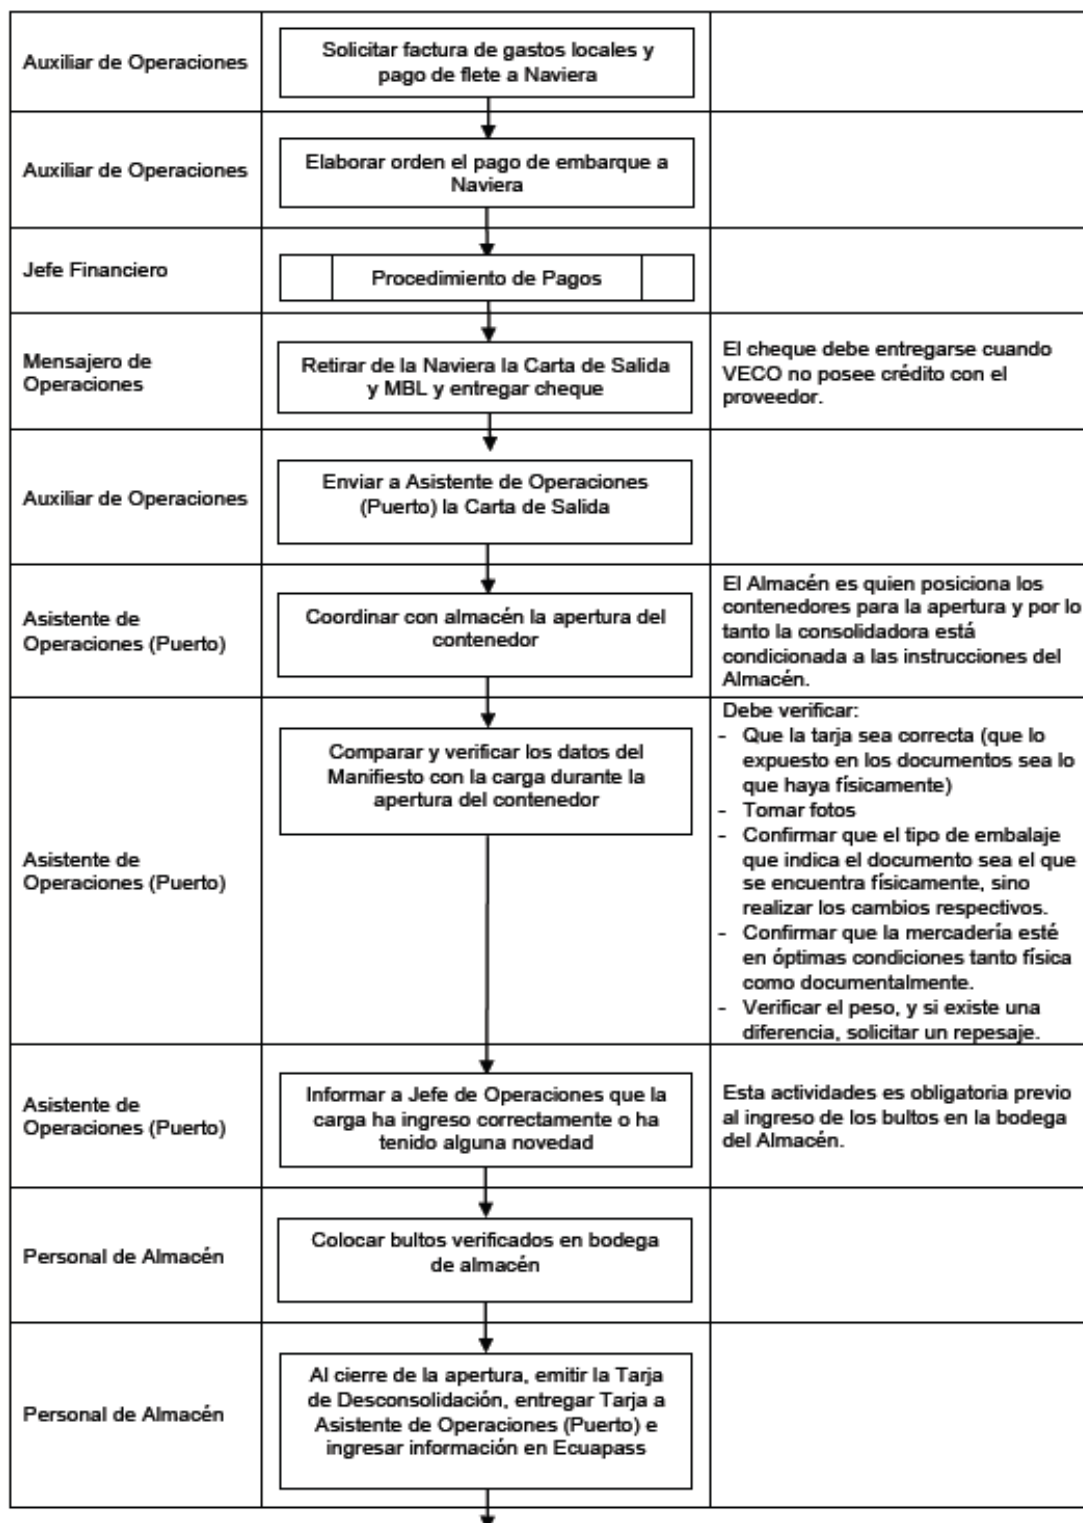 Auxiliar de Operaciones
Solicitar factura de gastos locales y
pago de flete a Naviera
Auxiliar de Operaciones
Elaborar orden el pago de embarque a
Naviera
Jefe Financiero
Procedimiento de Pagos
Mensajero de
Operaciones
Retirar de la Naviera la Carta de Salida
y MBL y entregar cheque
El cheque debe entregarse cuando
VECO no posee crédito con el
proveedor.
Auxiliar de Operaciones
Enviar a Asistente de Operaciones
(Puerto) la Carta de Salida
Asistente de
Operaciones (Puerto)
Coordinar con almacén la apertura del
contenedor
El Almacén es quien posiciona los
contenedores para la apertura y por lo
tanto la consolidadora está
condicionada a las instrucciones del
Almacén.
Asistente de
Operaciones (Puerto)
Comparar y verificar los datos del
Manifiesto con la carga durante la
apertura del contenedor
Debe verificar:
- Que la tarja sea correcta (que lo
expuesto en los documentos sea lo
que haya físicamente)
- Tomar fotos
- Confirmar que el tipo de embalaje
que indica el documento sea el que
se encuentra físicamente, sino
realizar los cambios respectivos.
- Confirmar que la mercadería esté
en óptimas condiciones tanto física
como documentalmente.
- Verificar el peso, y si existe una
diferencia, solicitar un repesaje.
Asistente de
Operaciones (Puerto)
Informar a Jefe de Operaciones que la
carga ha ingreso correctamente o ha
tenido alguna novedad
Esta actividades es obligatoria previo
al ingreso de los bultos en la bodega
del Almacén.
Personal de Almacén
Colocar bultos verificados en bodega
de almacén
Personal de Almacén
Al cierre de la apertura, emitir la Tarja
de Desconsolidación, entregar Tarja a
Asistente de Operaciones (Puerto) e
ingresar información en Ecuapass